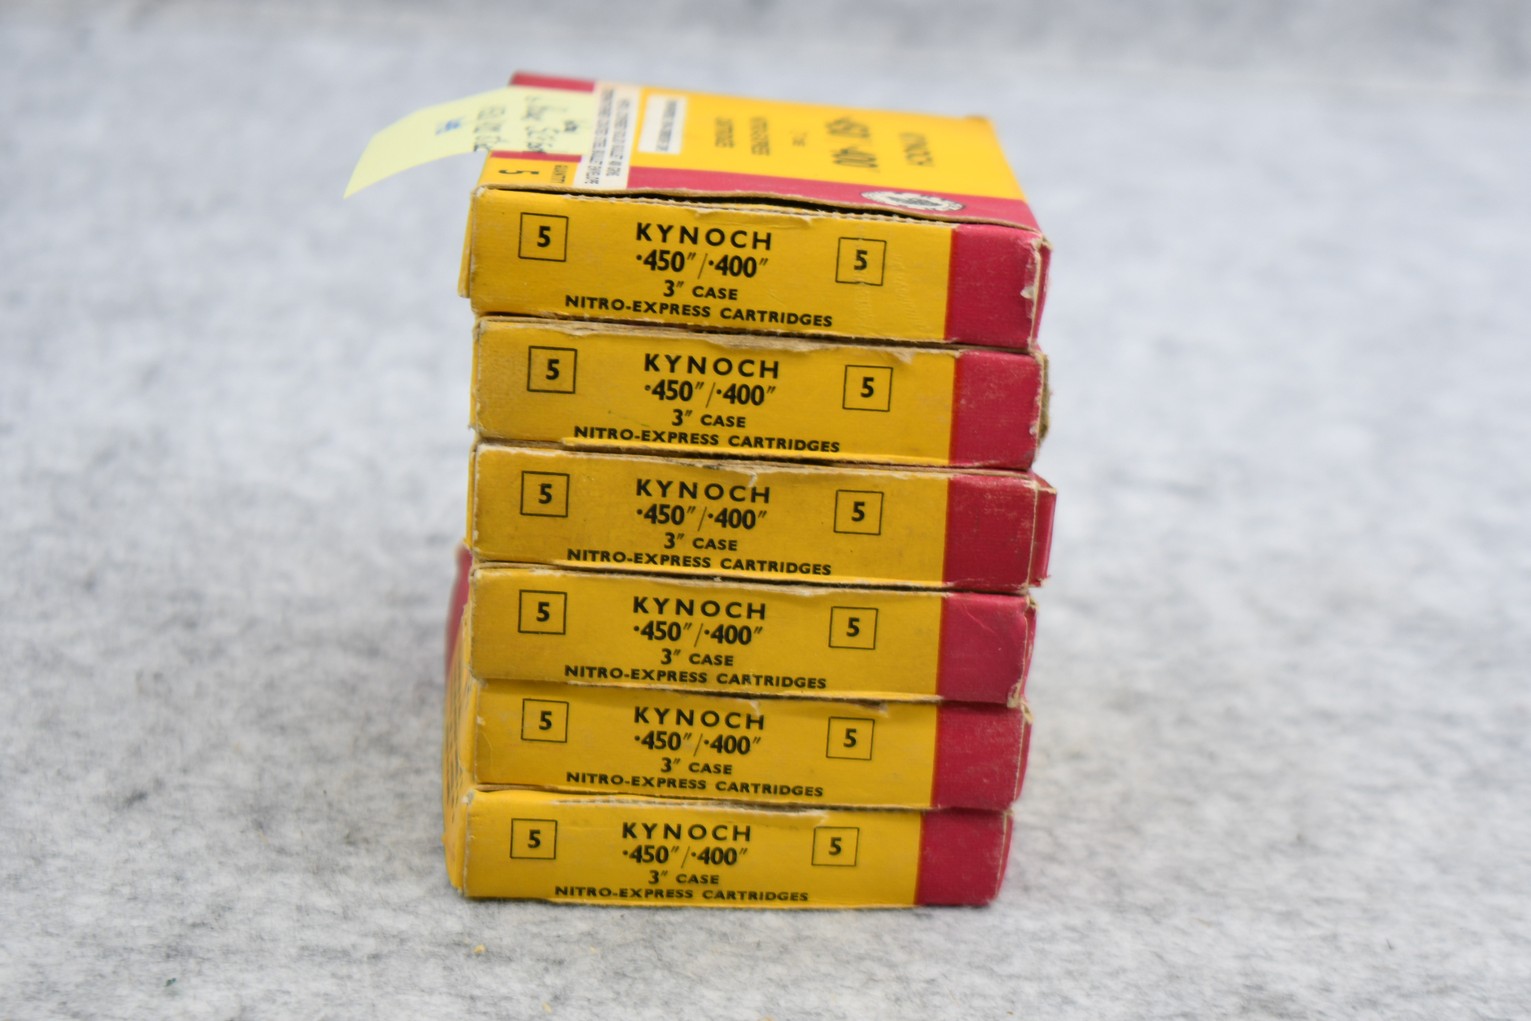 KYNOCH
5
QUANTITY
5
KYNOCH
5
·450"/·400"
3" CASE
NITRO-EXPRESS CARTRIDGES
5
KYNOCH
5
·450"/·400"
3" CASE
NITRO-EXPRESS CARTRIDGES
5
KYNOCH
5
·450"/·400"
3" CASE
NITRO-EXPRESS CARTRIDGES
5
KYNOCH
5
·450"/·400"
3" CASE
NITRO-EXPRESS CARTRIDGES
5
KYNOCH
5
·450"/·400"
3" CASE
NITRO-EXPRESS CARTRIDGES
5
KYNOCH
5
·450"/·400"
3" CASE
NITRO-EXPRESS CARTRIDGES